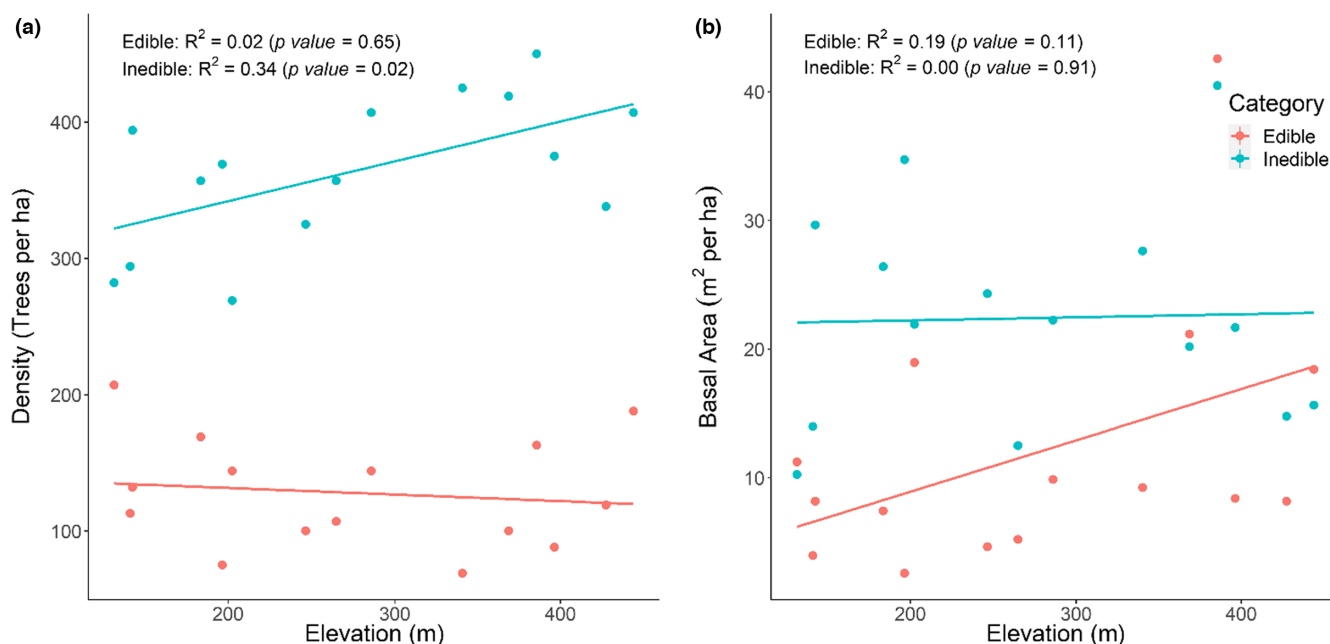 (a)
Edible: R² = 0.02 (p value = 0.65)
Inedible: R² = 0.34 (p value = 0.02)
Density (Trees per ha)
400
300
200
100
200 300 400
Elevation (m)
(b)
Edible: R² = 0.19 (p value = 0.11)
Inedible: R² = 0.00 (p value = 0.91)
Category
Edible
Inedible
Basal Area (m² per ha)
40
30
20
10
200 300 400
Elevation (m)